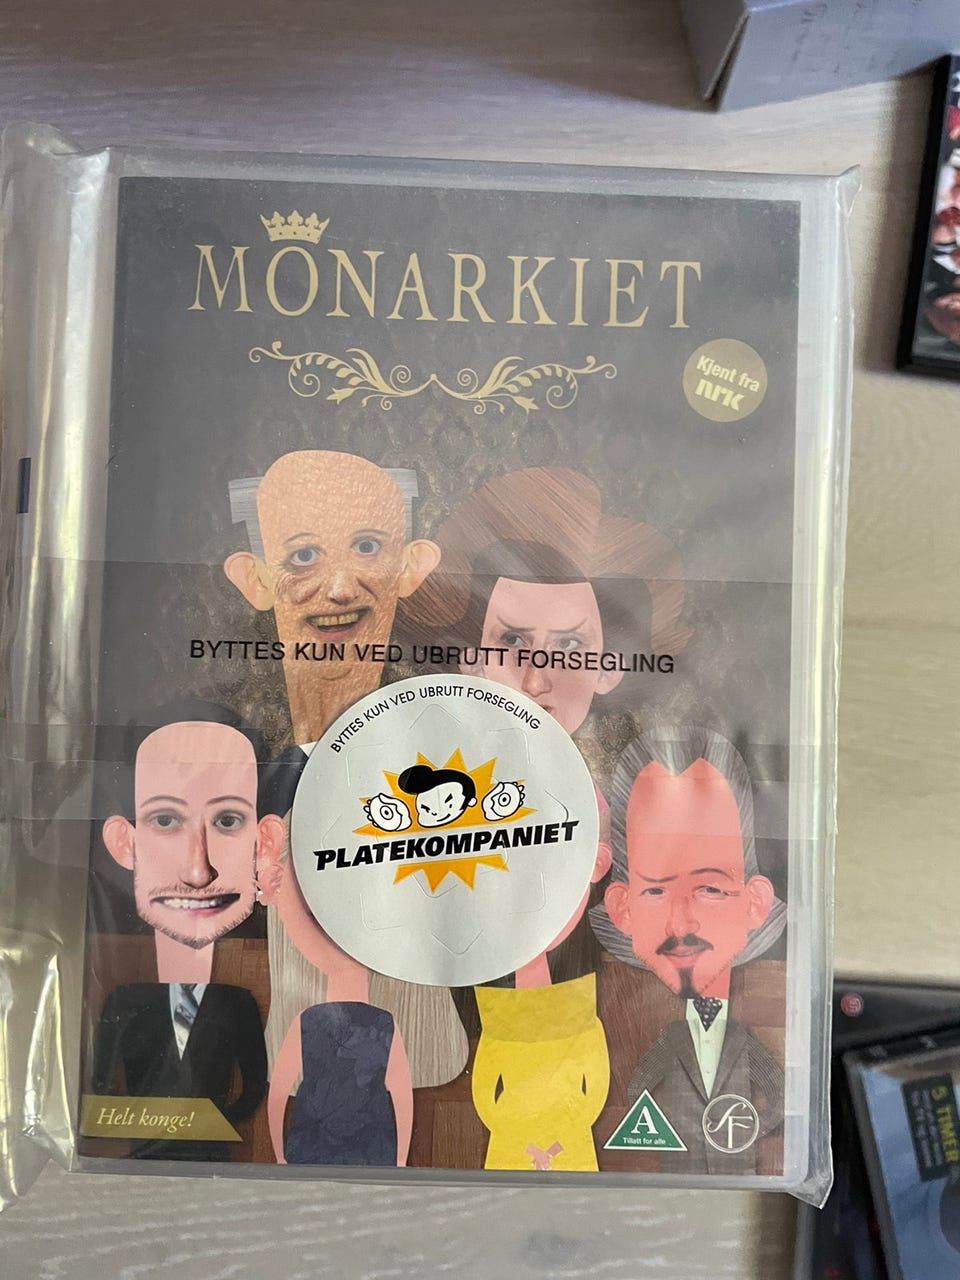 MONARKIET
Kjent fra
nrk
BYTTES KUN VED UBRUTT FORSEGLING
BYTTES KUN VED UBRUTT FORSEGLING
PLATEKOMPANIET
Helt konge!
A
Tillatt for alle
SF
5 TIMER